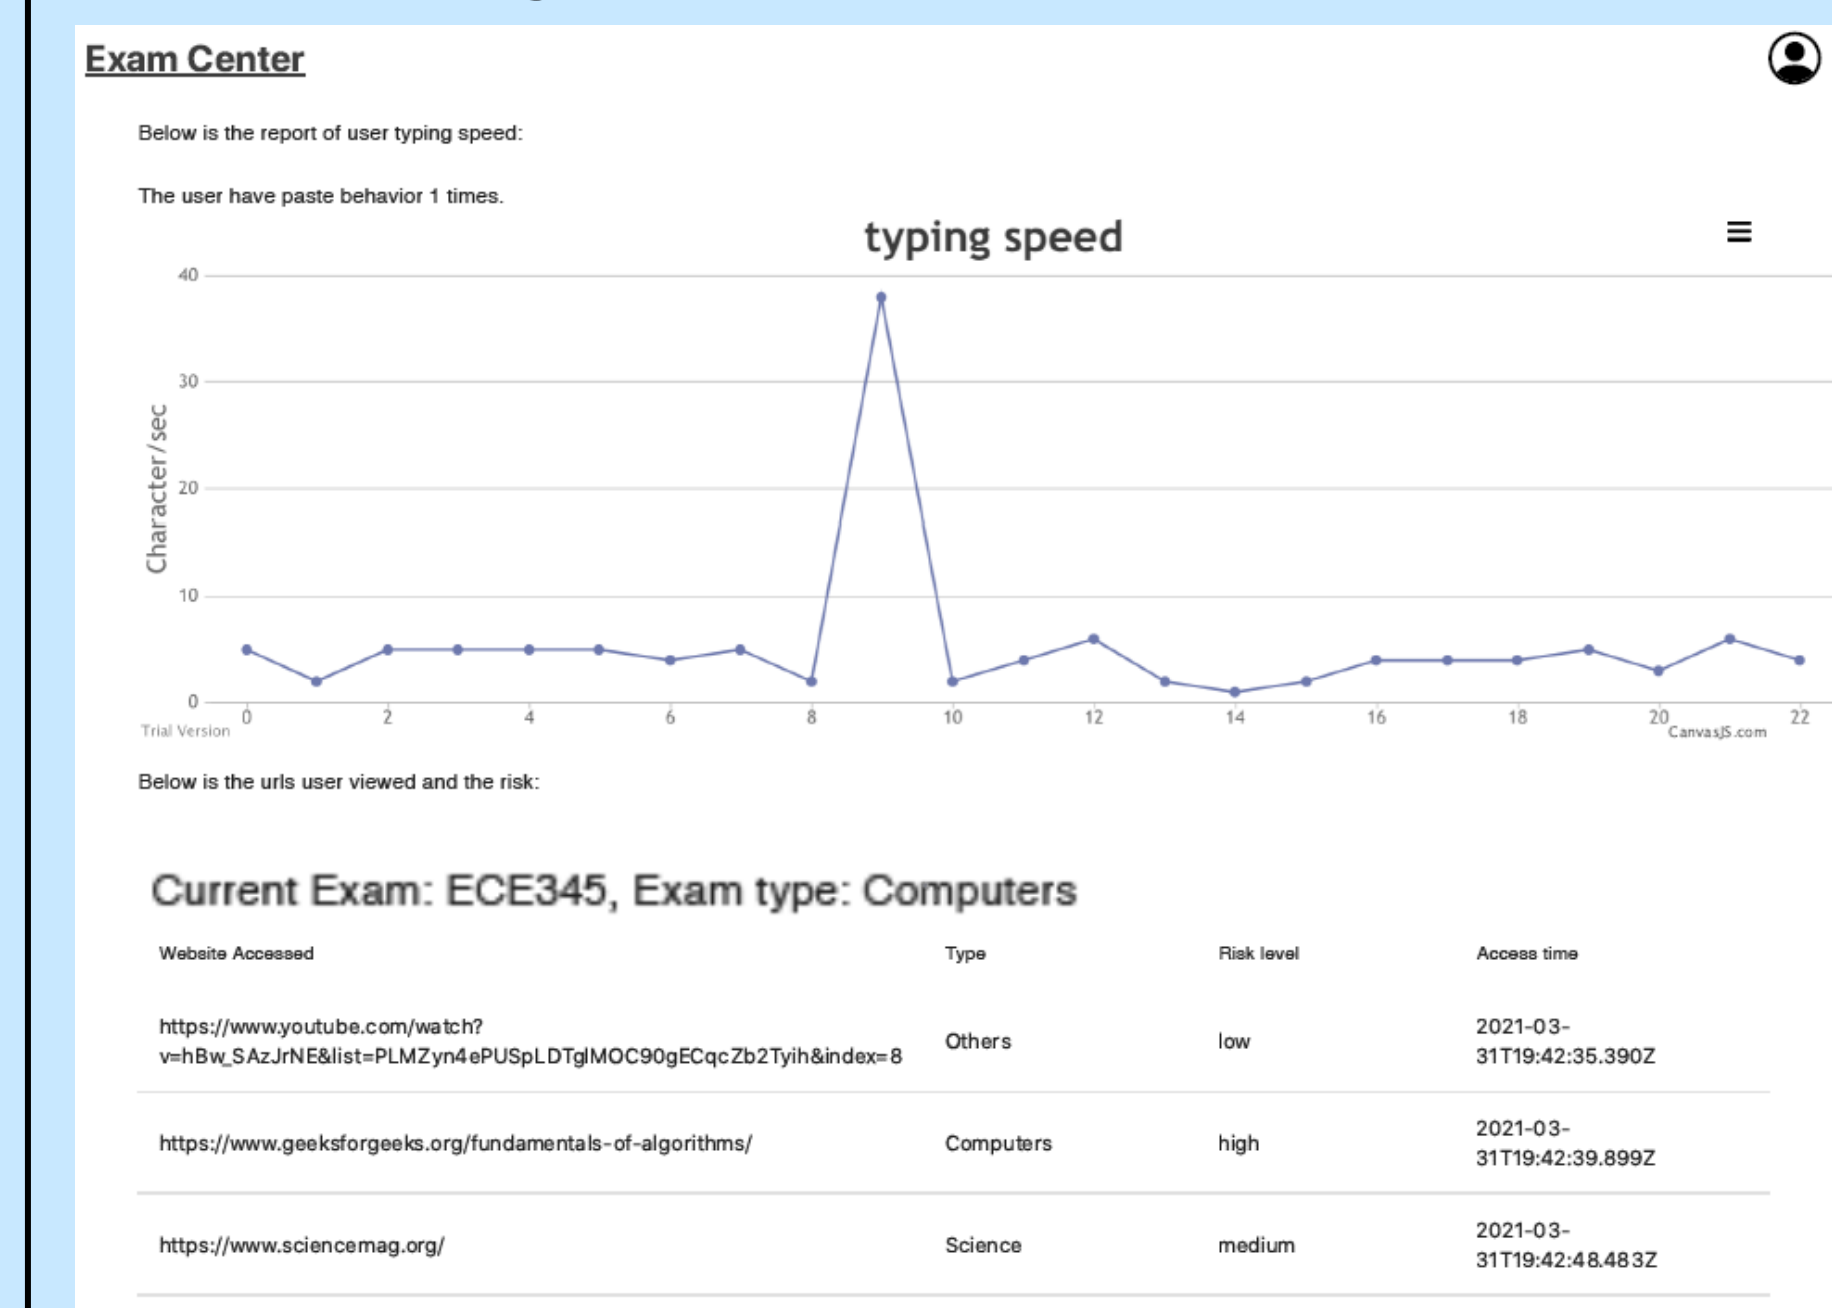 Exam Center
Below is the report of user typing speed:
The user have paste behavior 1 times.
typing speed
40
30
20
10
0
Character/sec
0 2 4 6 8 10 12 14 16 18 20 22
Trial Version
CanvasJS.com
Below is the urls user viewed and the risk:
Current Exam: ECE345, Exam type: Computers
Website Accessed Type Risk level Access time
https://www.youtube.com/watch?
v=hBw_SAzJrNE&list=PLMZyn4ePUSpLDTglMOC90gECqcZb2Tyih&index=8 Others low 2021-03-
31T19:42:35.390Z
https://www.geeksforgeeks.org/fundamentals-of-algorithms/ Computers high 2021-03-
31T19:42:39.899Z
https://www.sciencemag.org/ Science medium 2021-03-
31T19:42:48.483Z